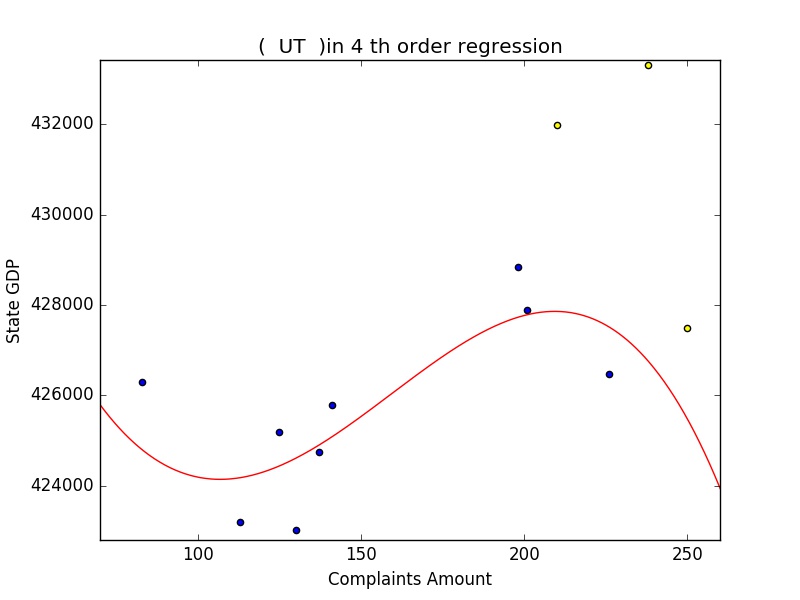 (  UT  )in 4 th order regression
432000
430000
428000
426000
424000
State GDP
100 150 200 250
Complaints Amount